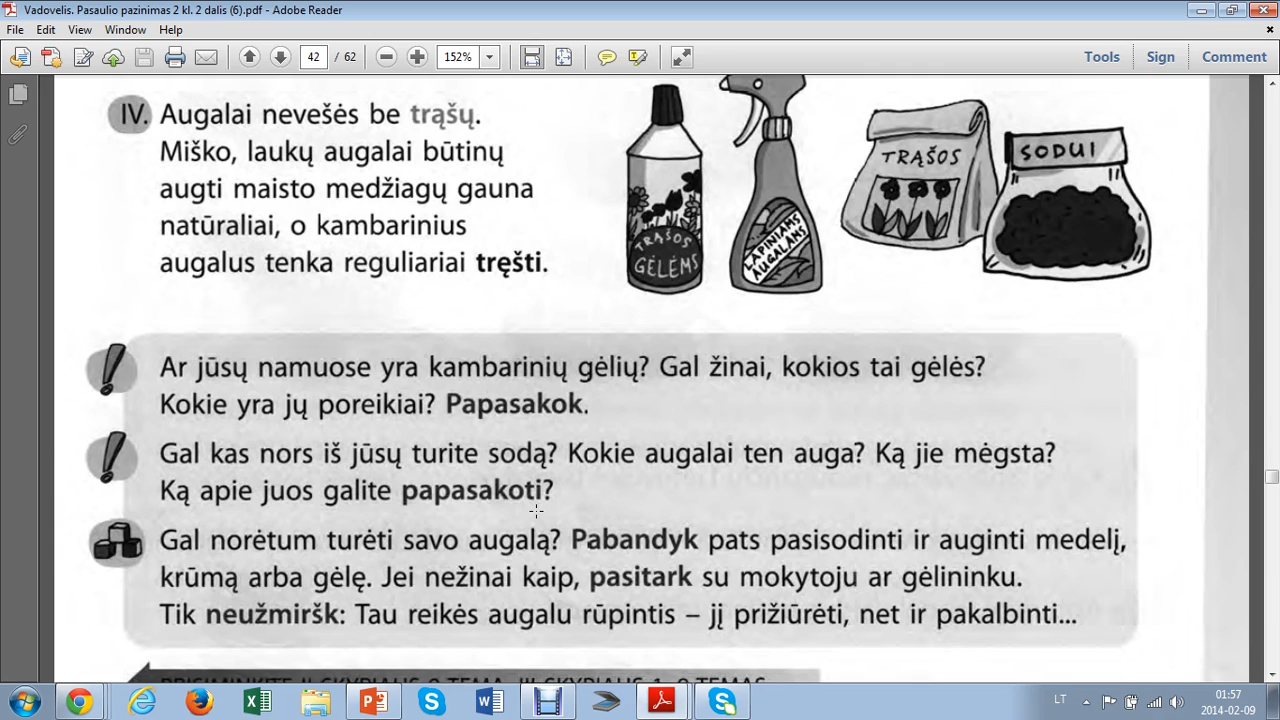 Vadovelis. Pasaulio pazinimas 2 kl. 2 dalis (6).pdf - Adobe Reader
File Edit View Window Help
42 / 62 152% Tools Sign Comment
IV. Augalai nevešės be trąšų.
Miško, laukų augalai būtinų
augti maisto medžiagų gauna
natūraliai, o kambarinius
augalus tenka reguliariai tręšti.
TRĄŠOS
GĖLĖMS
LAPINIAMS
AUGALAMS
TRĄŠOS
SODUI
Ar jūsų namuose yra kambarinių gėlių? Gal žinai, kokios tai gėlės?
Kokie yra jų poreikiai? Papasakok.
Gal kas nors iš jūsų turite sodą? Kokie augalai ten auga? Ką jie mėgsta?
Ką apie juos galite papasakoti?
Gal norėtum turėti savo augalą? Pabandyk pats pasisodinti ir auginti medelį,
krūmą arba gėlę. Jei nežinai kaip, pasitark su mokytoju ar gėlininku.
Tik neužmiršk: Tau reikės augalu rūpintis – jį prižiūrėti, net ir pakalbinti...
LT 01:57
2014-02-09